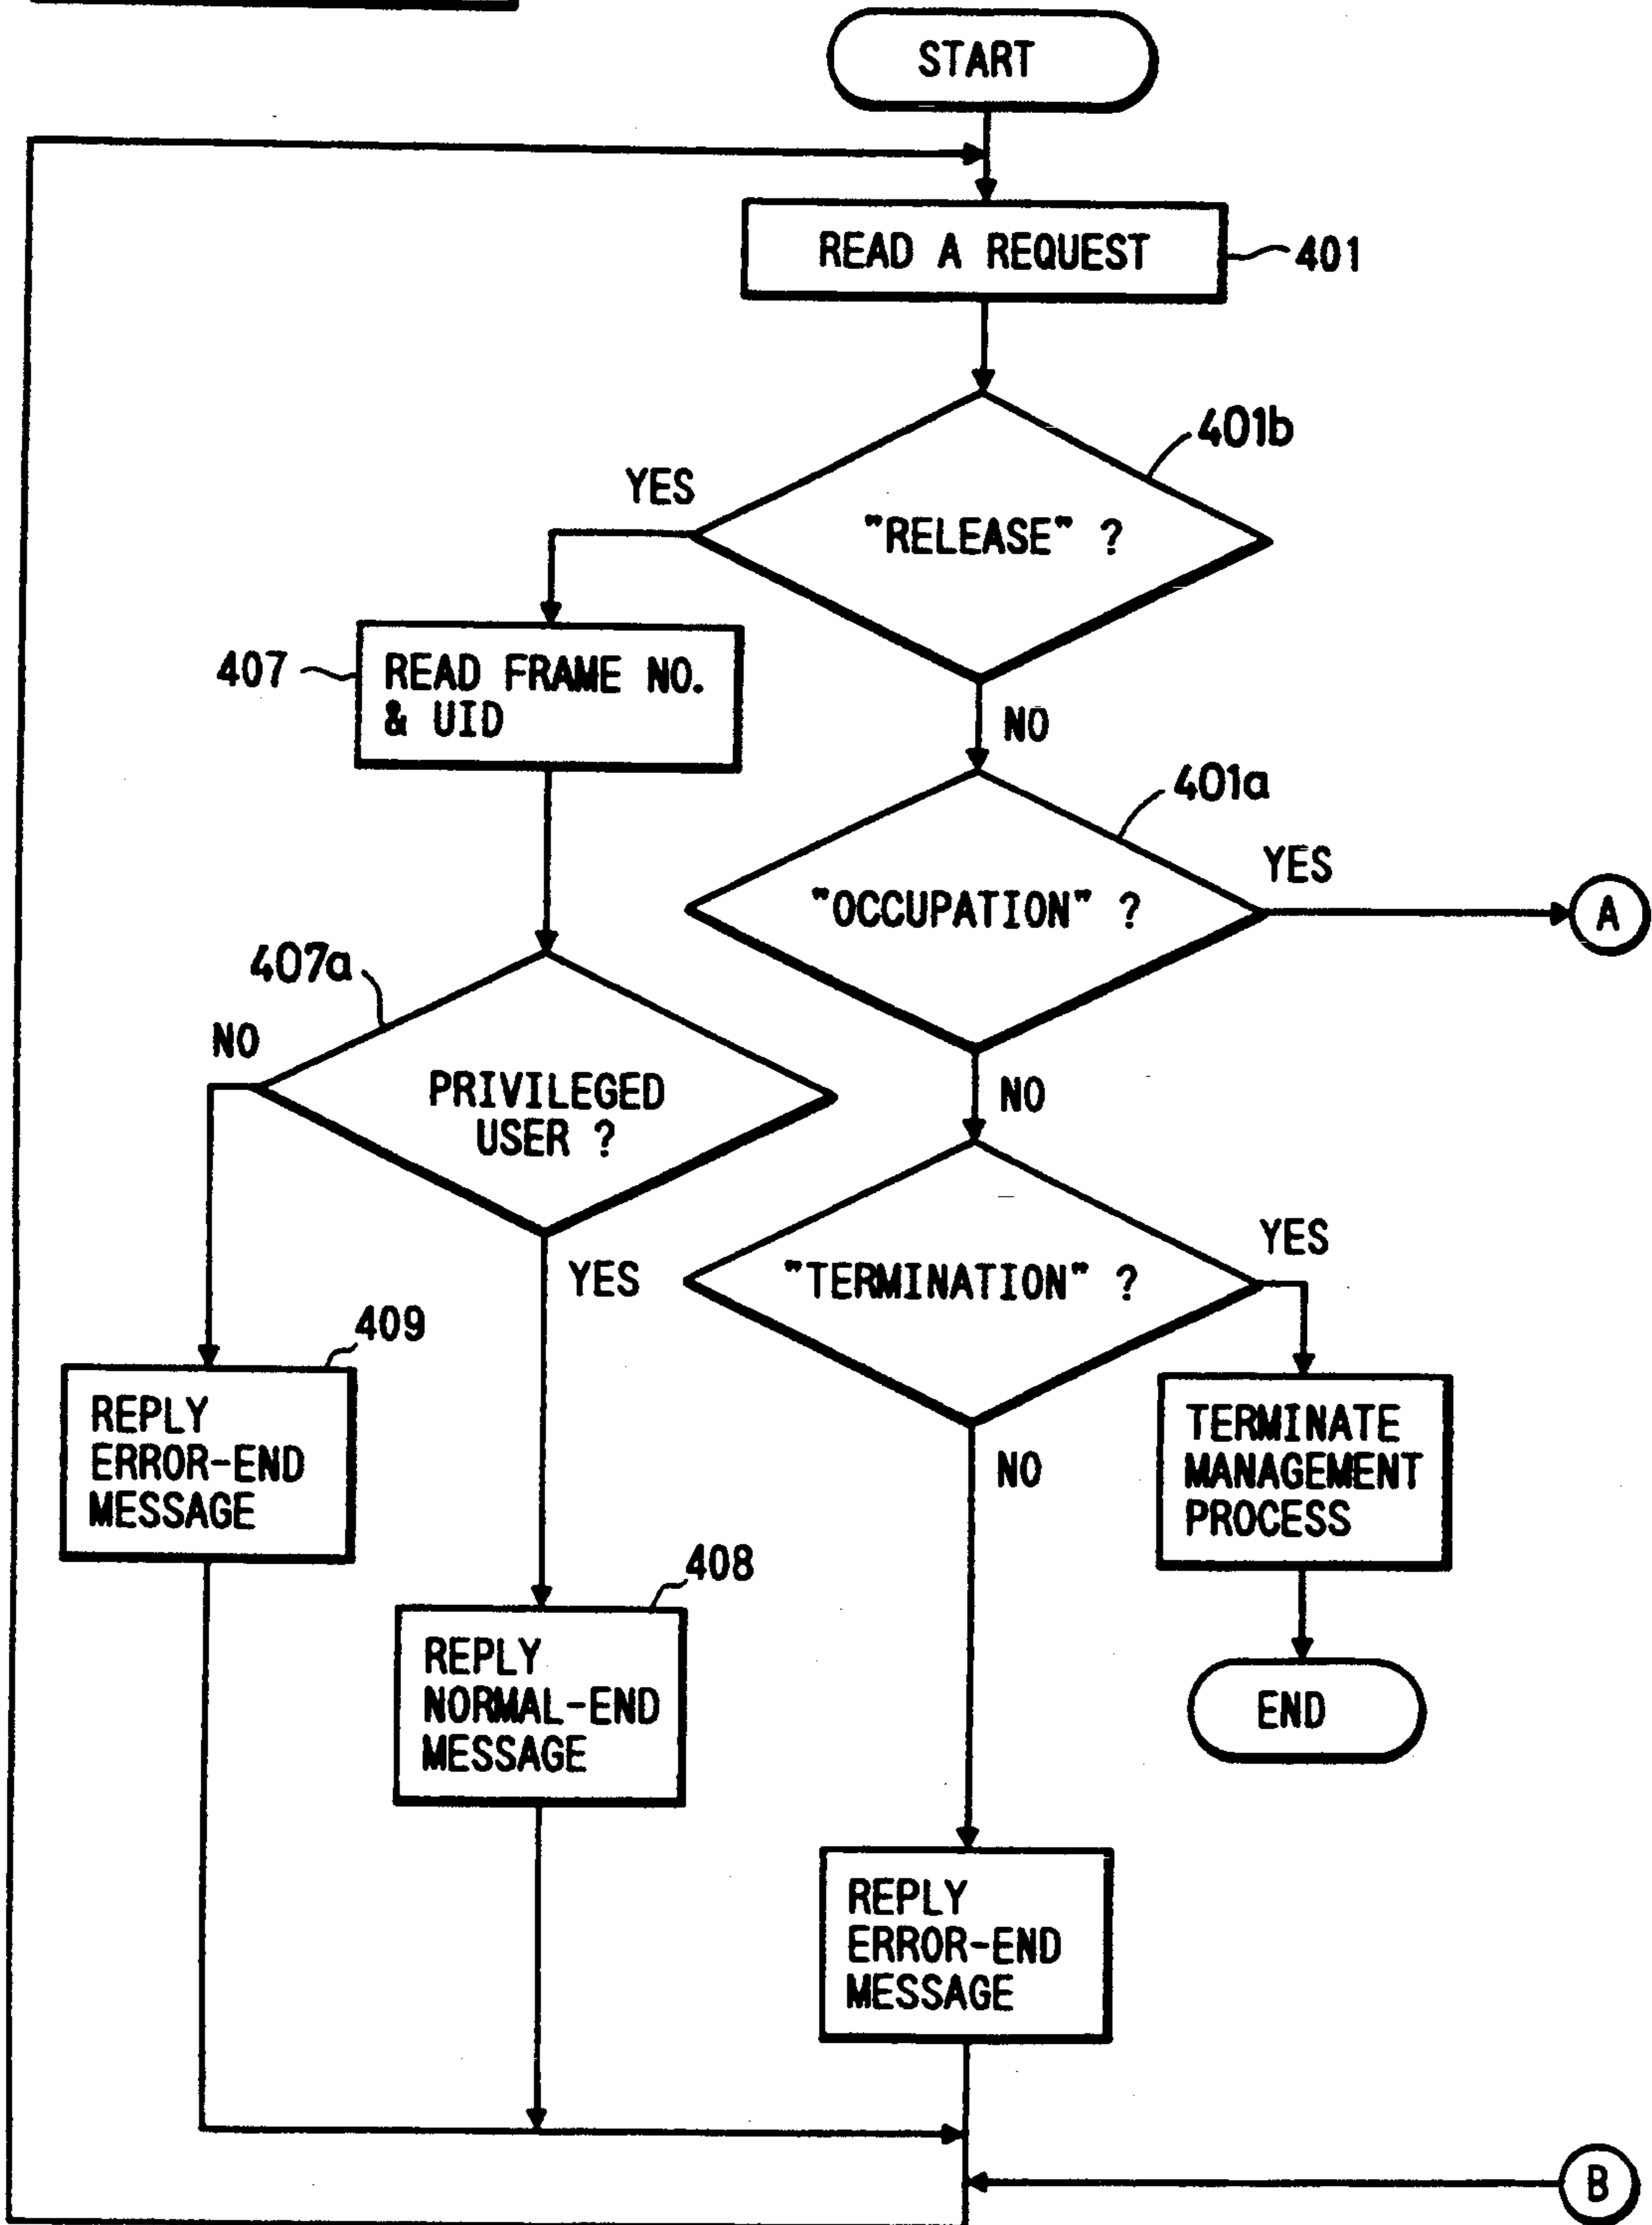 START
READ A REQUEST
401
401b
YES
"RELEASE" ?
407
READ FRAME NO.
& UID
NO
401a
YES
"OCCUPATION" ?
A
407a
NO
PRIVILEGED
USER ?
NO
YES
"TERMINATION" ?
YES
409
REPLY
ERROR-END
MESSAGE
TERMINATE
MANAGEMENT
PROCESS
NO
408
REPLY
NORMAL-END
MESSAGE
END
REPLY
ERROR-END
MESSAGE
B